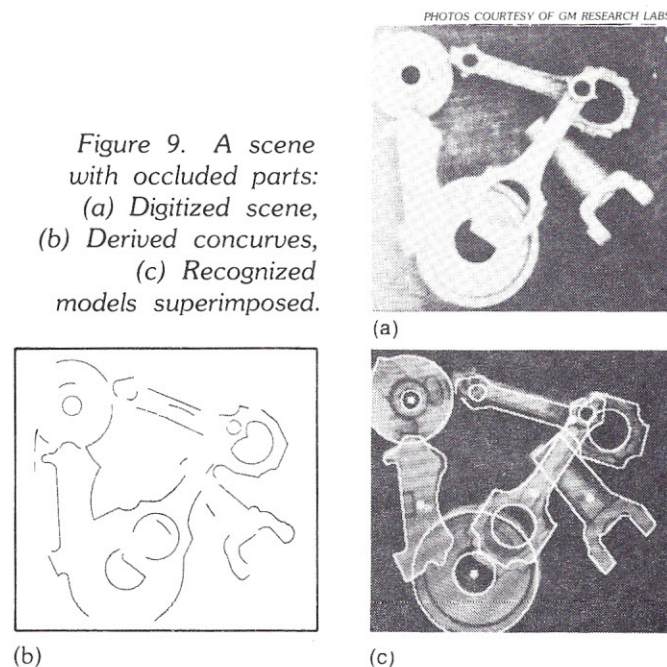 PHOTOS COURTESY OF GM RESEARCH LABS
Figure 9. A scene
with occluded parts:
(a) Digitized scene,
(b) Derived concurves,
(c) Recognized
models superimposed.
(a)
(b)
(c)